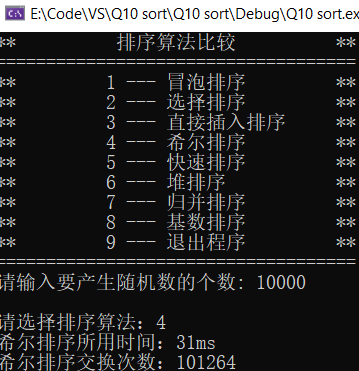 E:\Code\VS\Q10 sort\Q10 sort\Debug\Q10 sort.ex
** 排序算法比较 **
====================================
** 1 --- 冒泡排序 **
** 2 --- 选择排序 **
** 3 --- 直接插入排序 **
** 4 --- 希尔排序 **
** 5 --- 快速排序 **
** 6 --- 堆排序 **
** 7 --- 归并排序 **
** 8 --- 基数排序 **
** 9 --- 退出程序 **
====================================
请输入要产生随机数的个数: 10000
请选择排序算法: 4
希尔排序所用时间: 31ms
希尔排序交换次数: 101264